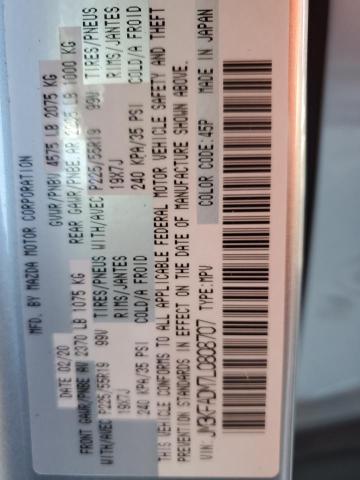 MFD. BY MAZDA MOTOR CORPORATION
DATE 02/20 GVWR/PNBV 4575 LB 2075 KG
FRONT GAWR/PNBE AV 2370 LB 1075 KG REAR GAWR/PNBE.AR 2205 LB 1000 KG
WITH/AVEC P225/55R19 99V TIRES/PNEUS WITH/AVEC P225/55R19 99V TIRES/PNEUS
19X7J RIMS/JANTES 19X7J RIMS/JANTES
240 KPA/35 PSI COLD/A FROID 240 KPA/35 PSI COLD/A FROID
THIS VEHICLE CONFORMS TO ALL APPLICABLE FEDERAL MOTOR VEHICLE SAFETY AND THEFT
PREVENTION STANDARDS IN EFFECT ON THE DATE OF MANUFACTURE SHOWN ABOVE.
VIN:JM3KFADM7L0808707 TYPE:MPV COLOR CODE:45P MADE IN JAPAN